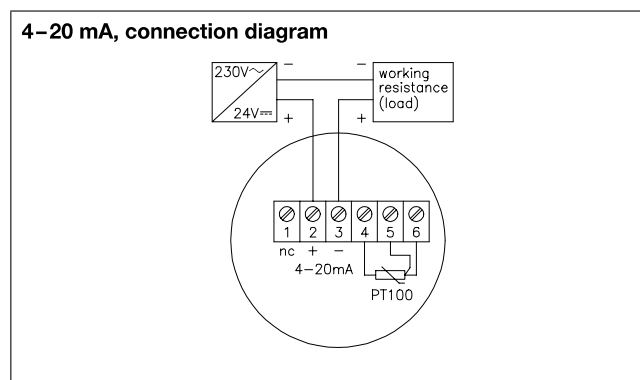 4–20 mA, connection diagram
230V~
24V⎓
−
+
−
+
working
resistance
(load)
1 2 3 4 5 6
nc + −
4−20mA
PT100